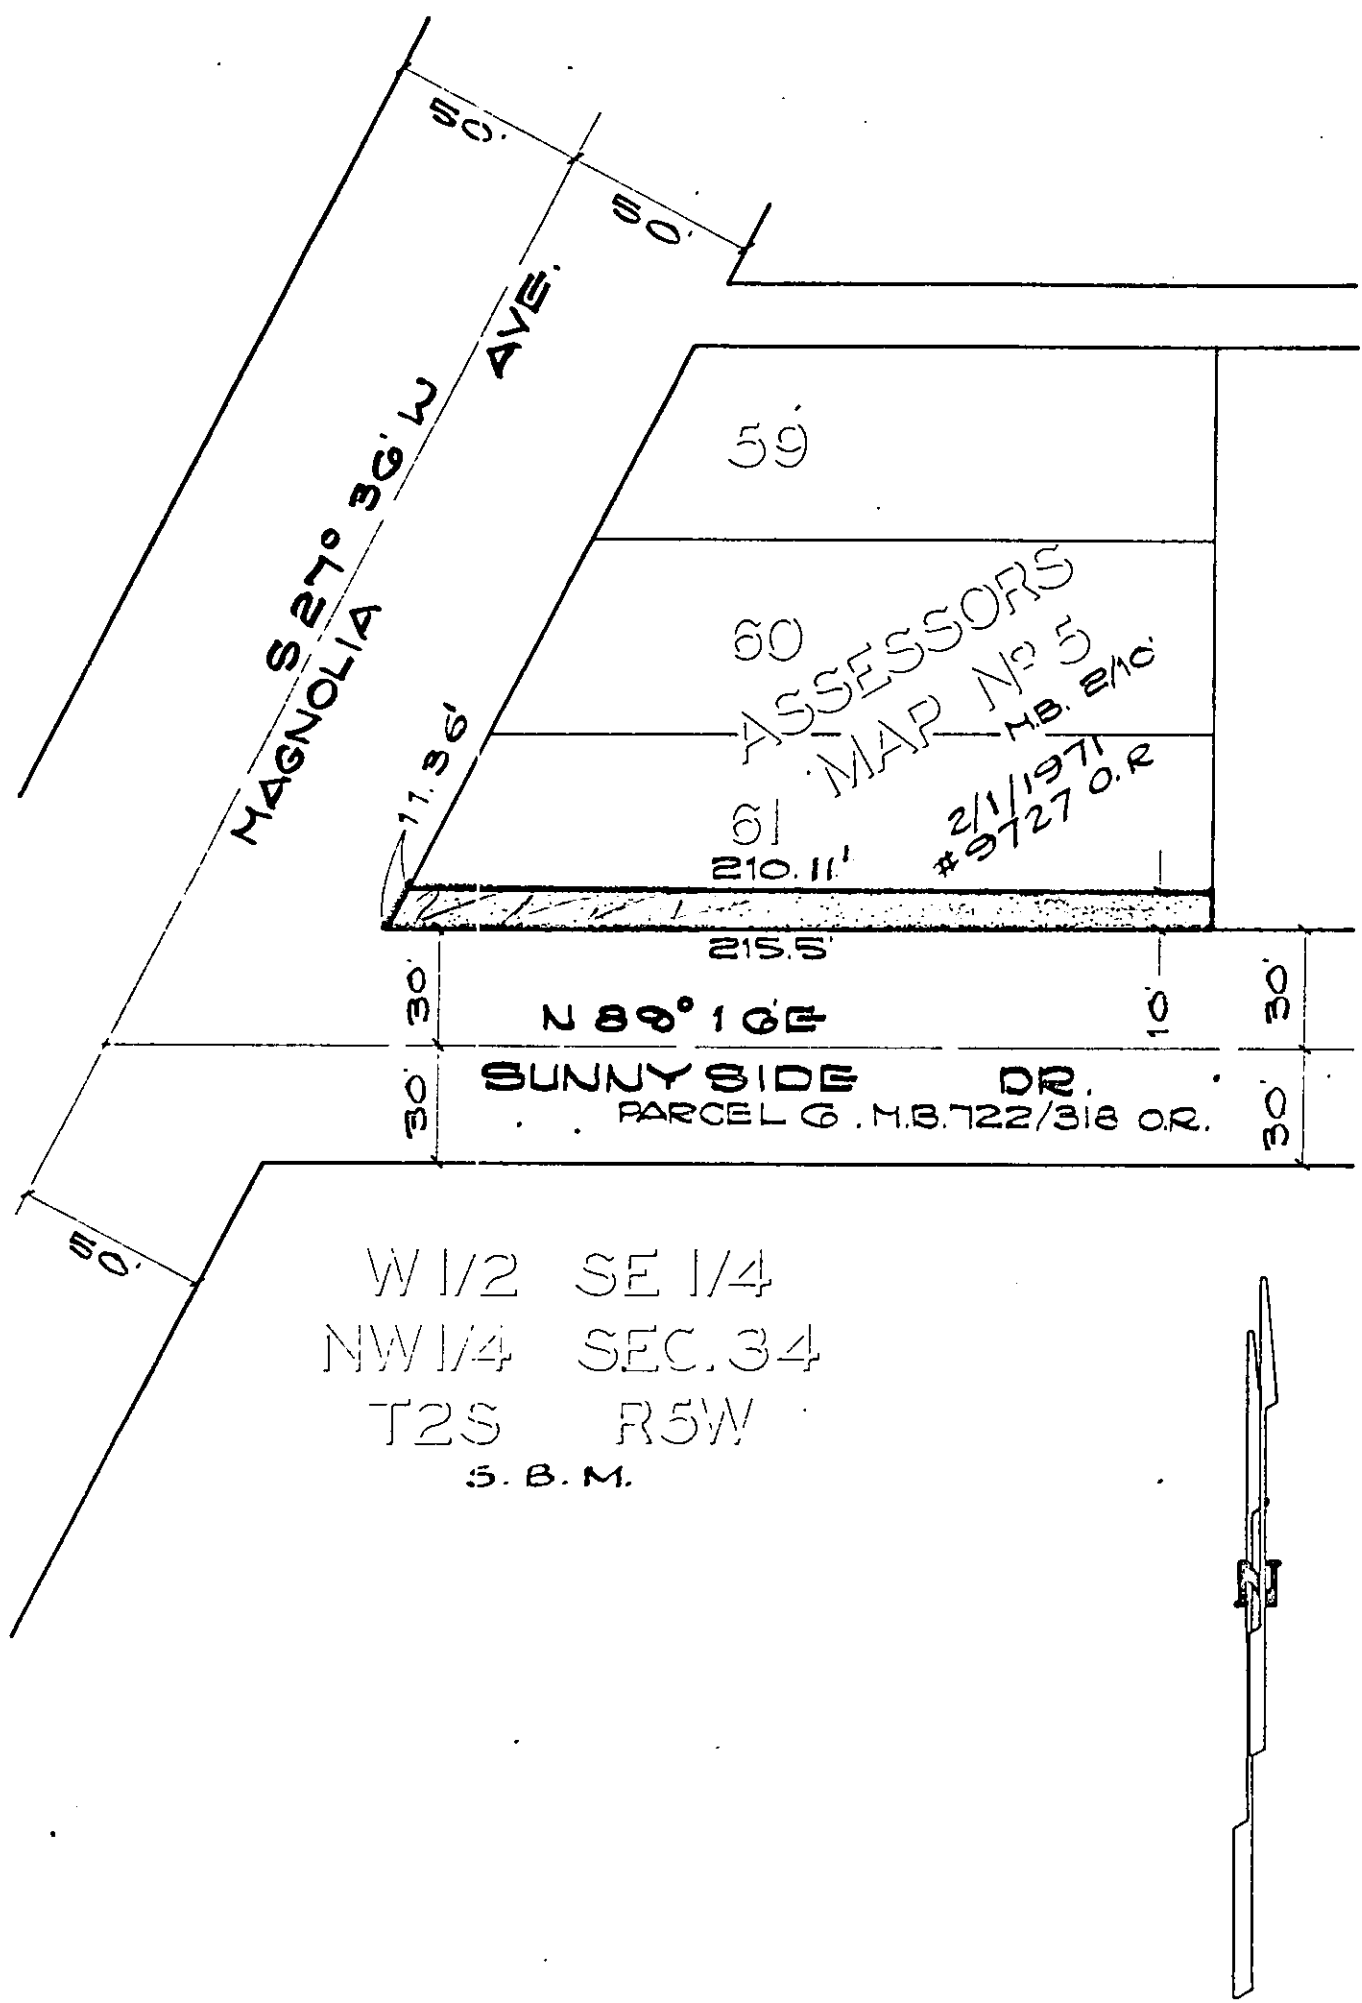 50'
50'
S 27° 36' W
MAGNOLIA AVE.
59
60
ASSESSORS
MAP Nº 5
M.B. 2/10
61
2/1/1971
#9727 O.R
11.36'
210.11'
215.5'
30'
10'
30'
SUNNYSIDE DR.
PARCEL 6. M.B. 722/318 O.R.
30'
30'
50'
W 1/2 SE 1/4
NW 1/4 SEC. 34
T2S R5W
S. B. M.
N